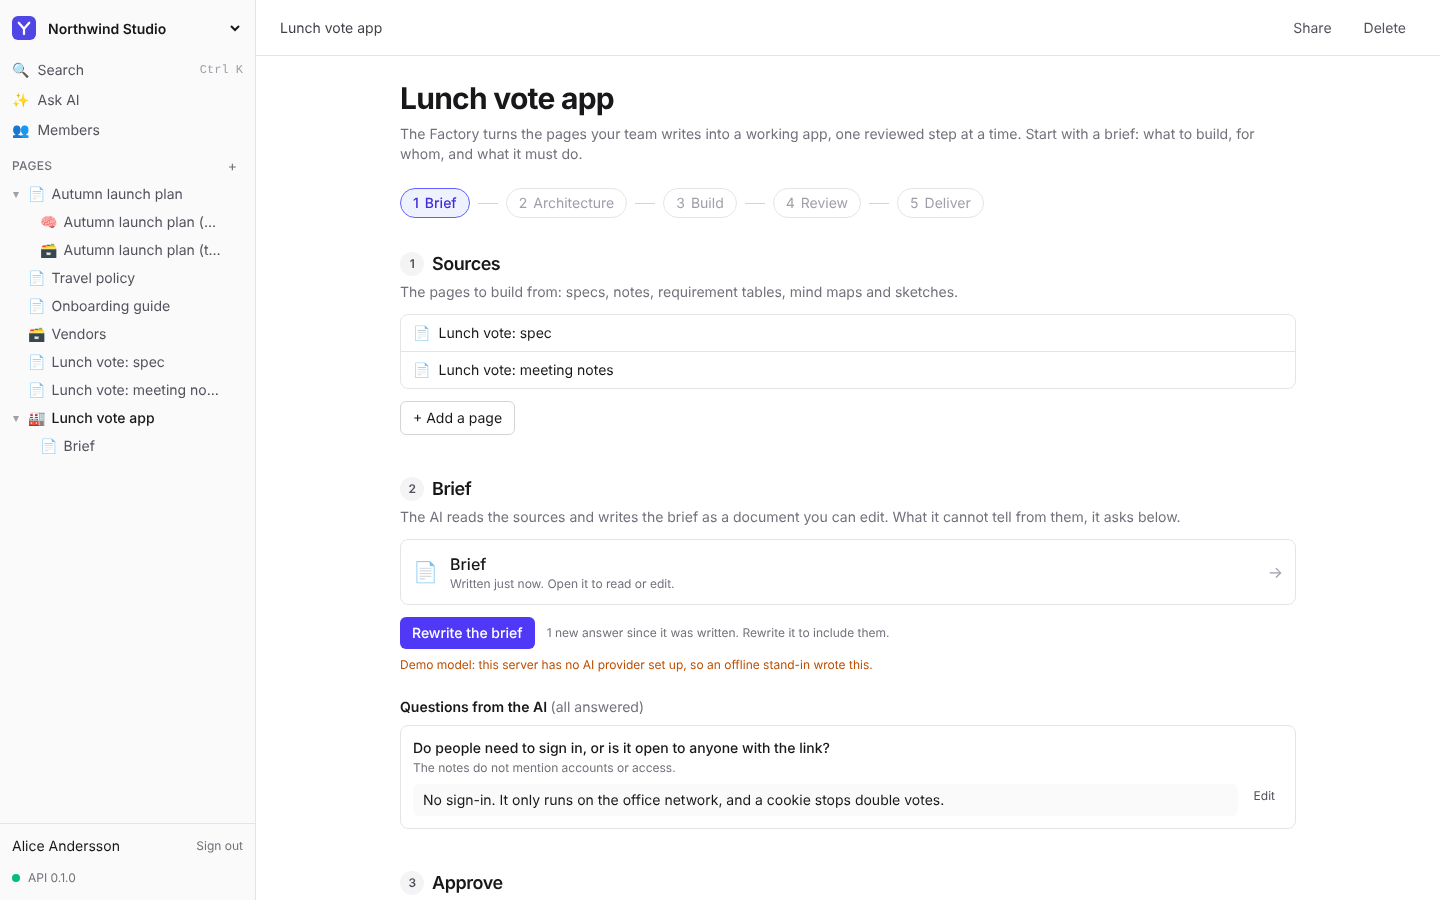 Northwind Studio
Search Ctrl K
Ask AI
Members
PAGES +
Autumn launch plan
Autumn launch plan (...
Autumn launch plan (t...
Travel policy
Onboarding guide
Vendors
Lunch vote: spec
Lunch vote: meeting no...
Lunch vote app
Brief
Alice Andersson Sign out
API 0.1.0
Lunch vote app Share Delete
Lunch vote app
The Factory turns the pages your team writes into a working app, one reviewed step at a time. Start with a brief: what to build, for
whom, and what it must do.
1 Brief 2 Architecture 3 Build 4 Review 5 Deliver
1 Sources
The pages to build from: specs, notes, requirement tables, mind maps and sketches.
Lunch vote: spec
Lunch vote: meeting notes
+ Add a page
2 Brief
The AI reads the sources and writes the brief as a document you can edit. What it cannot tell from them, it asks below.
Brief
Written just now. Open it to read or edit.
Rewrite the brief 1 new answer since it was written. Rewrite it to include them.
Demo model: this server has no AI provider set up, so an offline stand-in wrote this.
Questions from the AI (all answered)
Do people need to sign in, or is it open to anyone with the link?
The notes do not mention accounts or access.
No sign-in. It only runs on the office network, and a cookie stops double votes. Edit
3 Approve